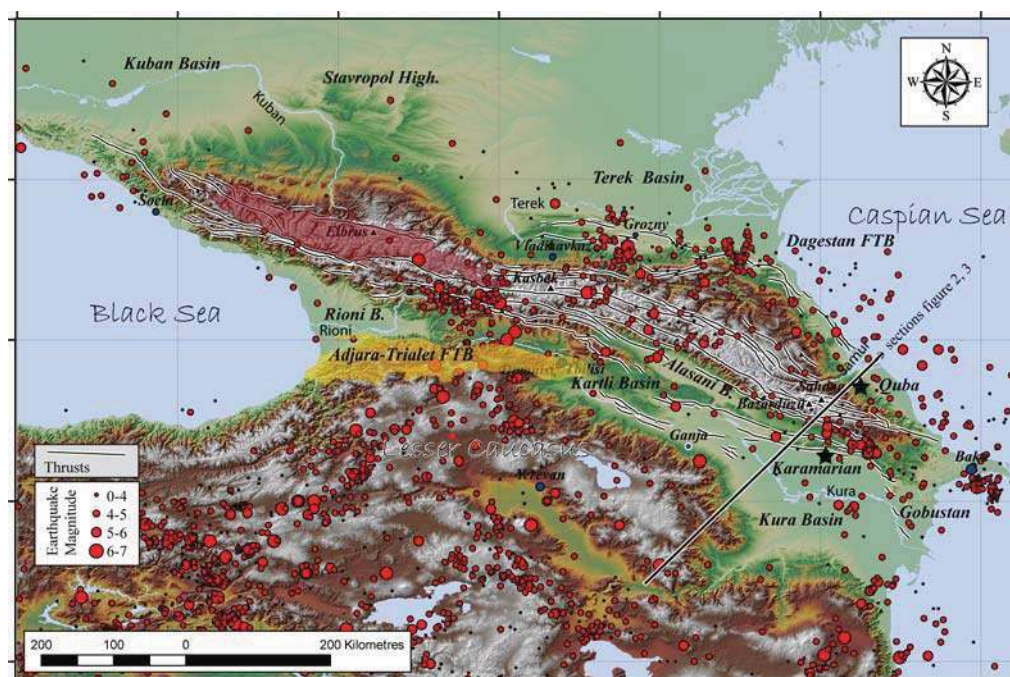 Kuban Basin
Stavropol High.
Kuban
N
W E
S
Terek Basin
Terek
Caspian Sea
Sochi
Grozny
Elbrus
Vladikavkaz
Dagestan FTB
Kasbek
sections figure 2, 3
Black Sea
Rioni B.
Rioni
Adjara-Trialet FTB
Samur
Alasani B.
Kartli Basin
Quba
Bazarduzu
Ganja
Lesser Caucasus
Thrusts
Karamarian
Baku
Yerevan
Kura
Earthquake
Magnitude
0-4
4-5
5-6
6-7
Kura Basin
Gobustan
200 100 0 200 Kilometres